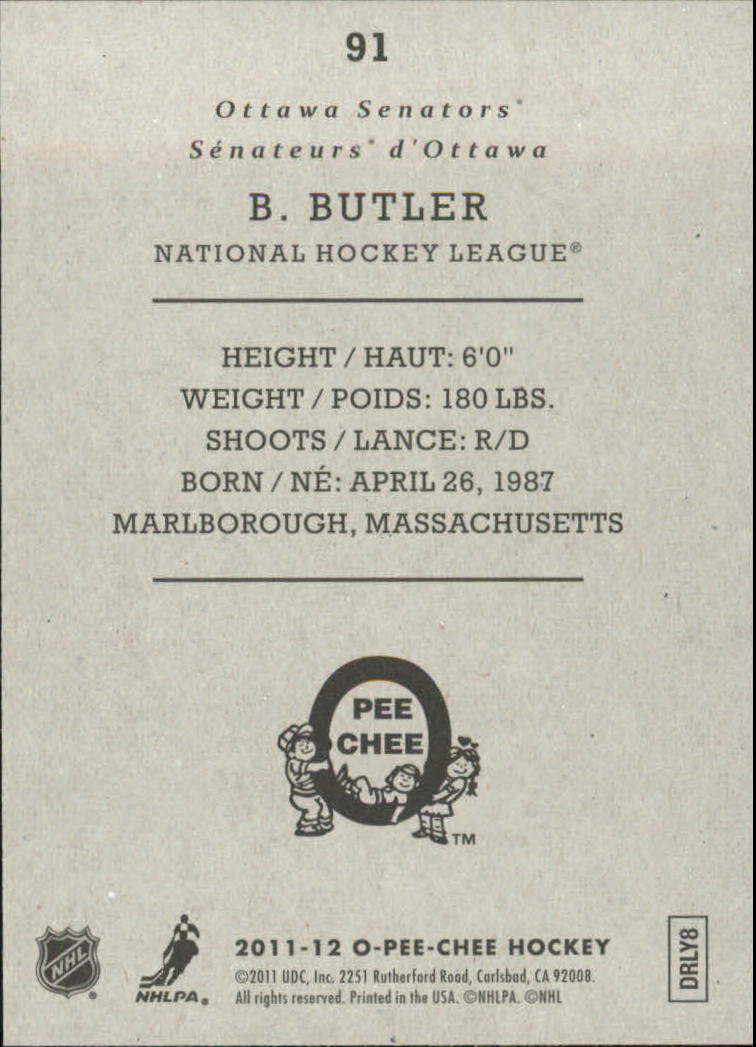 91
Ottawa Senators*
Sénateurs* d'Ottawa
B. BUTLER
NATIONAL HOCKEY LEAGUE®
HEIGHT / HAUT: 6'0"
WEIGHT / POIDS: 180 LBS.
SHOOTS / LANCE: R/D
BORN / NÉ: APRIL 26, 1987
MARLBOROUGH, MASSACHUSETTS
O
PEE
CHEE
TM
NHL ®
NHLPA®
2011-12 O-PEE-CHEE HOCKEY
©2011 UDC, Inc. 2251 Rutherford Road, Carlsbad, CA 92008.
All rights reserved. Printed in the USA. ©NHLPA. ©NHL
DRLY8